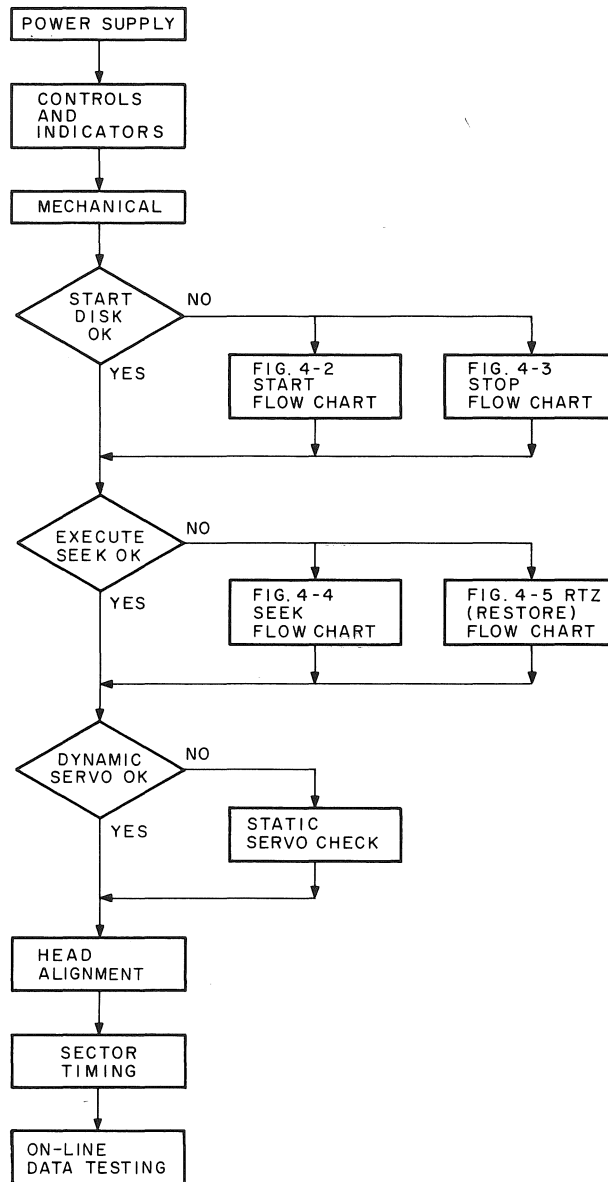 POWER SUPPLY
CONTROLS
AND
INDICATORS
MECHANICAL
START
DISK
OK
NO
YES
FIG. 4-2
START
FLOW CHART
FIG. 4-3
STOP
FLOW CHART
EXECUTE
SEEK OK
NO
YES
FIG. 4-4
SEEK
FLOW CHART
FIG. 4-5 RTZ
(RESTORE)
FLOW CHART
DYNAMIC
SERVO OK
NO
YES
STATIC
SERVO CHECK
HEAD
ALIGNMENT
SECTOR
TIMING
ON-LINE
DATA TESTING